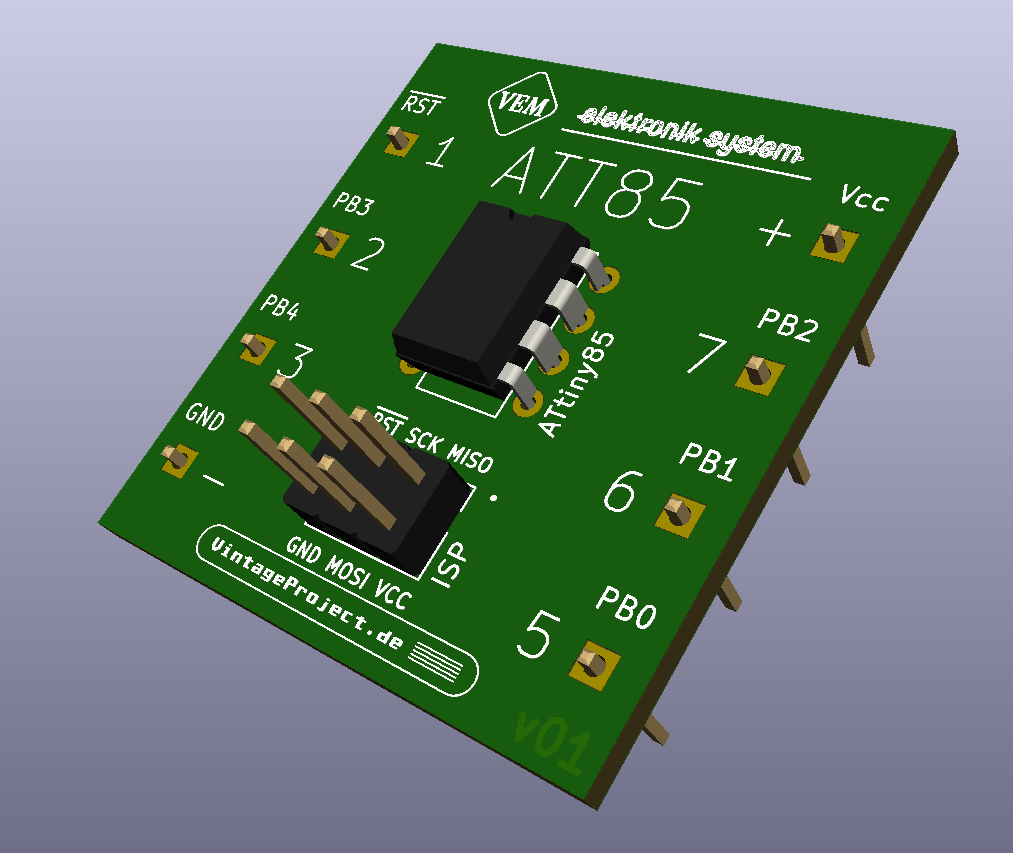 VEM
elektronik system
ATT85
RST
1
Vcc
+
PB3
2
PB2
7
PB4
3
ATtiny85
RST SCK MISO
PB1
6
GND
-
ISP
GND MOSI VCC
VintageProject.de
PB0
5
v01